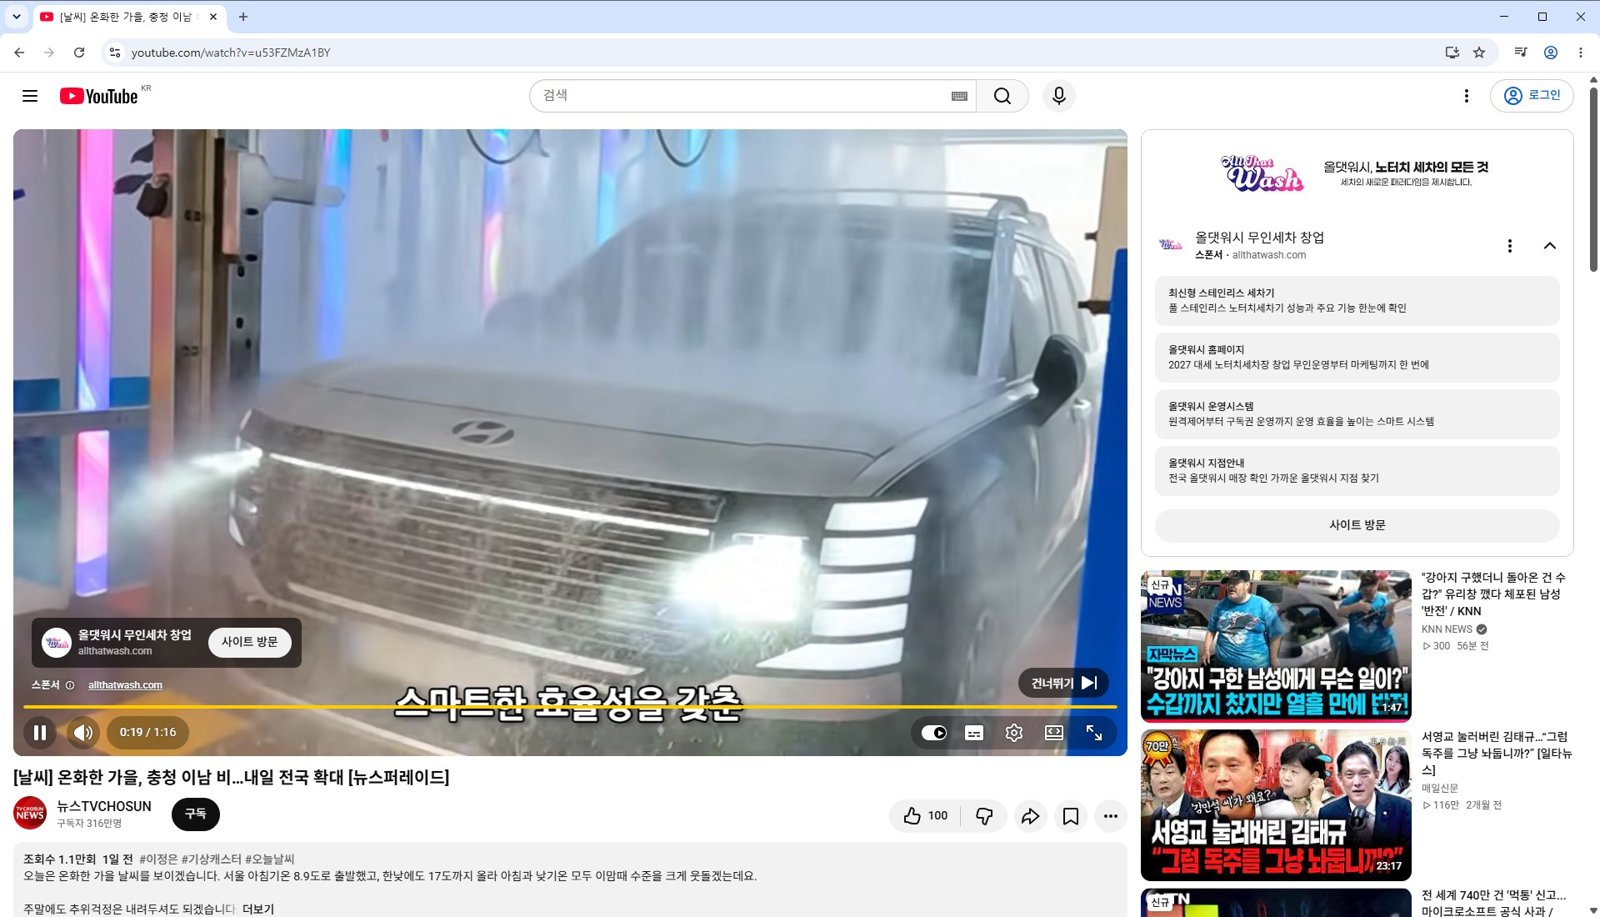 [날씨] 온화한 가을, 충청 이남
youtube.com/watch?v=u53FZMzA1BY
YouTube KR
검색
로그인
스마트한 효율성을 갖춘
올댓워시 무인세차 창업
allthatwash.com
사이트 방문
스폰서
allthatwash.com
건너뛰기
0:19 / 1:16
[날씨] 온화한 가을, 충청 이남 비...내일 전국 확대 [뉴스퍼레이드]
TVCHOSUN
NEWS
뉴스TVCHOSUN
구독자 316만명
구독
100
조회수 1.1만회 1일 전 #이정은 #기상캐스터 #오늘날씨
오늘은 온화한 가을 날씨를 보이겠습니다. 서울 아침기온 8.9도로 출발했고, 한낮에도 17도까지 올라 아침과 낮기온 모두 이맘때 수준을 크게 웃돌겠는데요.
주말에도 추위걱정은 내려두셔도 되겠습니다 더보기
All That
Wash
올댓워시, 노터치 세차의 모든 것
세차의 새로운 패러다임을 제시합니다.
올댓워시 무인세차 창업
스폰서 · allthatwash.com
최신형 스테인리스 세차기
풀 스테인리스 노터치세차기 성능과 주요 기능 한눈에 확인
올댓워시 홈페이지
2027 대세 노터치세차장 창업 무인운영부터 마케팅까지 한 번에
올댓워시 운영시스템
원격제어부터 구독권 운영까지 운영 효율을 높이는 스마트 시스템
올댓워시 지점안내
전국 올댓워시 매장 확인 가까운 올댓워시 지점 찾기
사이트 방문
신규
KNN
NEWS
자막뉴스
"강아지 구한 남성에게 무슨 일이?"
수갑까지 찼지만 열흘 만에 반전!
1:47
"강아지 구했더니 돌아온 건 수
갑?" 유리창 깼다 체포된 남성
'반전' / KNN
KNN NEWS
300 56분 전
70만
김민석 씨가 왜요?
서영교 눌러버린 김태규
"그럼 독주를 그냥 놔둡니까?"
23:17
서영교 눌러버린 김태규..."그럼
독주를 그냥 놔둡니까?" [일타뉴
스]
매일신문
116만 2개월 전
신규
전 세계 740만 건 '먹통' 신고...
마이크로소프트 공식 사과 /